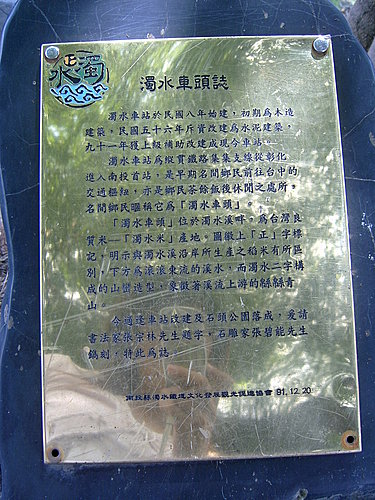 濁水
正
濁水車頭誌
濁水車站於民國八年始建，初期為木造
建築。民國五十六年斥資改建為水泥建築，
九十一年獲上級補助改建成現今車站。
濁水車站為縱貫鐵路集集支線從彰化
進入南投首站，是早期名間鄉民前往台中的
交通樞紐，亦是鄉民茶餘飯後休閒之處所。
名間鄉民暱稱它為「濁水車頭」。
「濁水車頭」位於濁水溪畔，為台灣良
質米—「濁水米」產地。圖徽上「正」字標
記，明示與濁水溪沿岸所生產之稻米有所區
別，下方為滾滾東流的溪水，而濁水二字構
成的山巒造型，象徵著溪流上游的緜緜青
山。
今適逢車站改建及石頭公園落成，爰請
書法家張宗林先生題字，石雕家張碧能先生
鐫刻，特此為誌。
南投縣濁水鐵道文化發展觀光促進協會 91.12.20